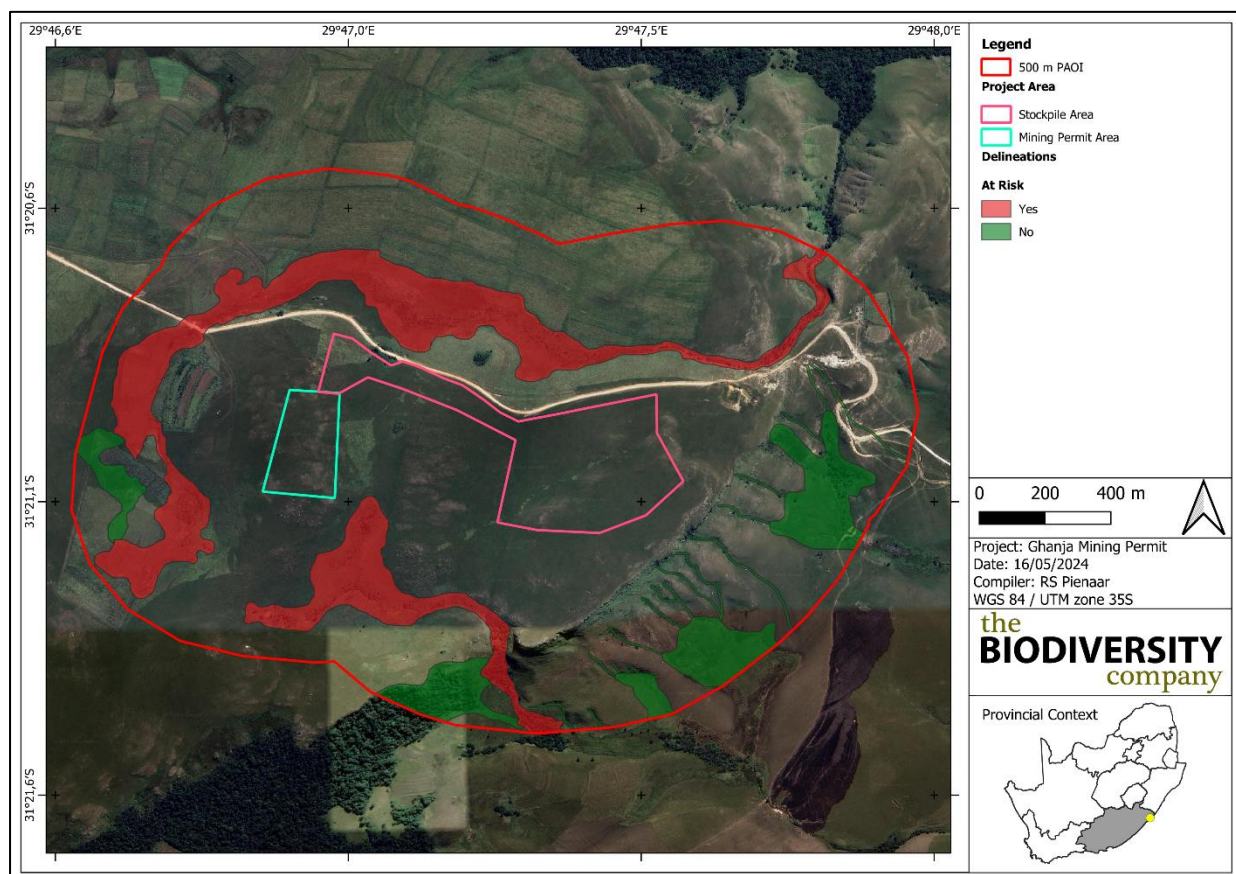 29°46,6'E
29°47,0'E
29°47,5'E
29°48,0'E
31°20,6'S
31°21,1'S
31°21,6'S
Legend
500 m PAOI
Project Area
Stockpile Area
Mining Permit Area
Delineations
At Risk
Yes
No
0 200 400 m
Project: Ghanja Mining Permit
Date: 16/05/2024
Compiler: RS Pienaar
WGS 84 / UTM zone 35S
the
BIODIVERSITY
company
Provincial Context